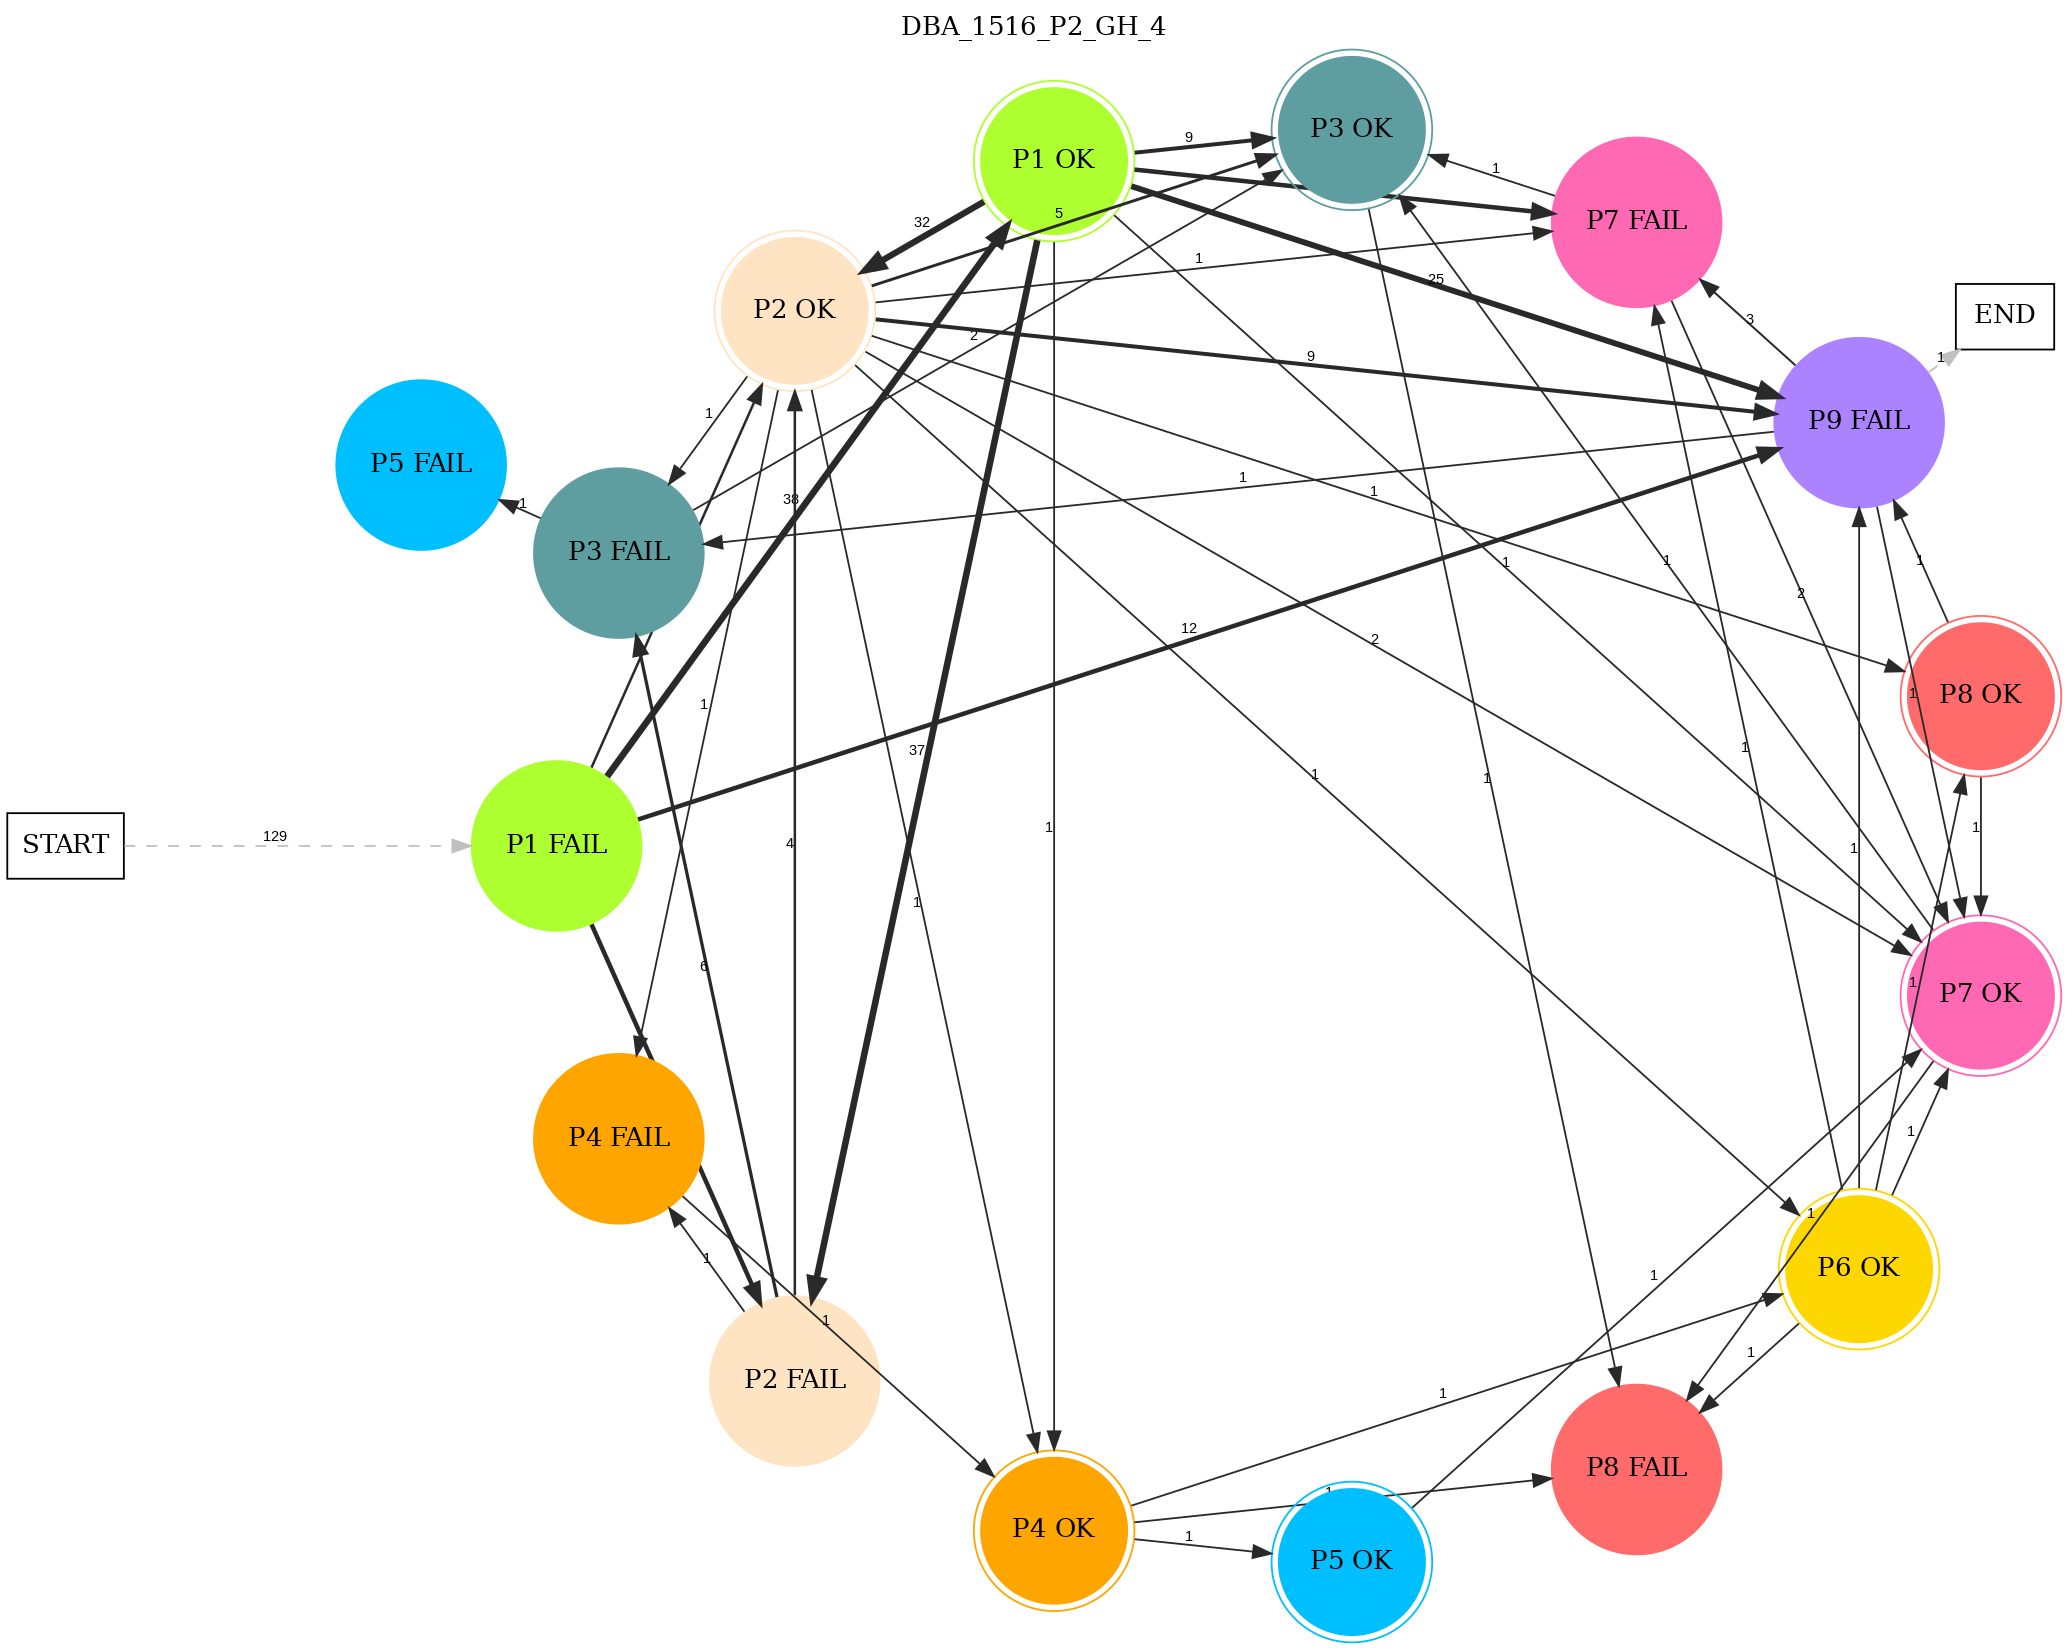 DBA_1516_P2_GH_4
P3 OK
P1 OK
9
P7 FAIL
1
32
5
1
25
P2 OK
END
3
1
9
2
P9 FAIL
1
P5 FAIL
1
38
1
1
P3 FAIL
1
1
2
12
2
P8 OK
1
1
37
1
1
1
129
1
START
P1 FAIL
4
1
1
6
1
P7 OK
1
P4 FAIL
1
1
1
P6 OK
1
1
1
P2 FAIL
1
P8 FAIL
1
P4 OK
1
P5 OK